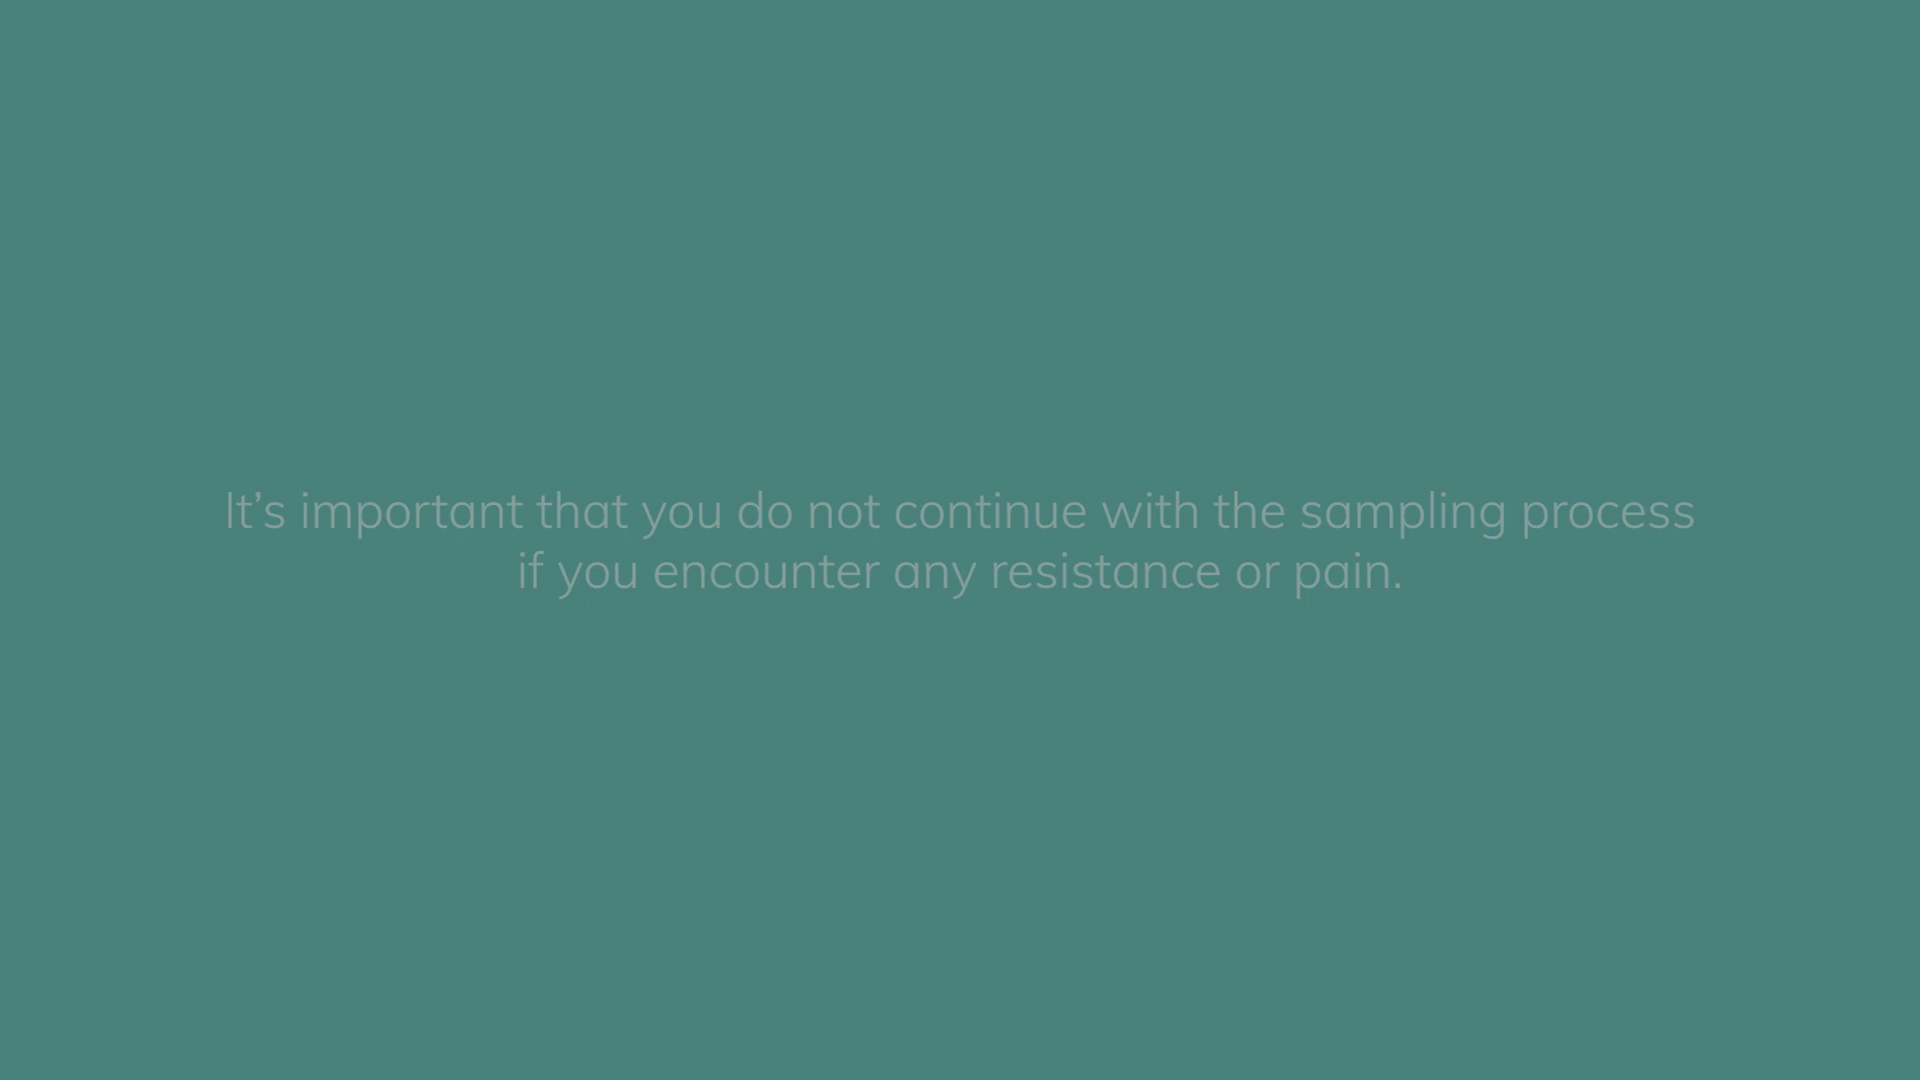 It’s important that you do not continue with the sampling process
if you encounter any resistance or pain.